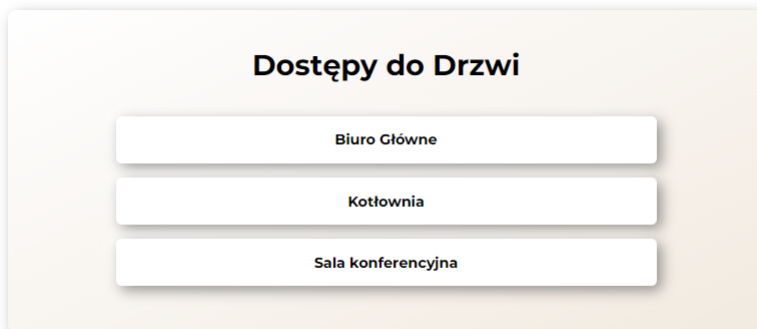 Dostępy do Drzwi
Biuro Główne
Kotłownia
Sala konferencyjna